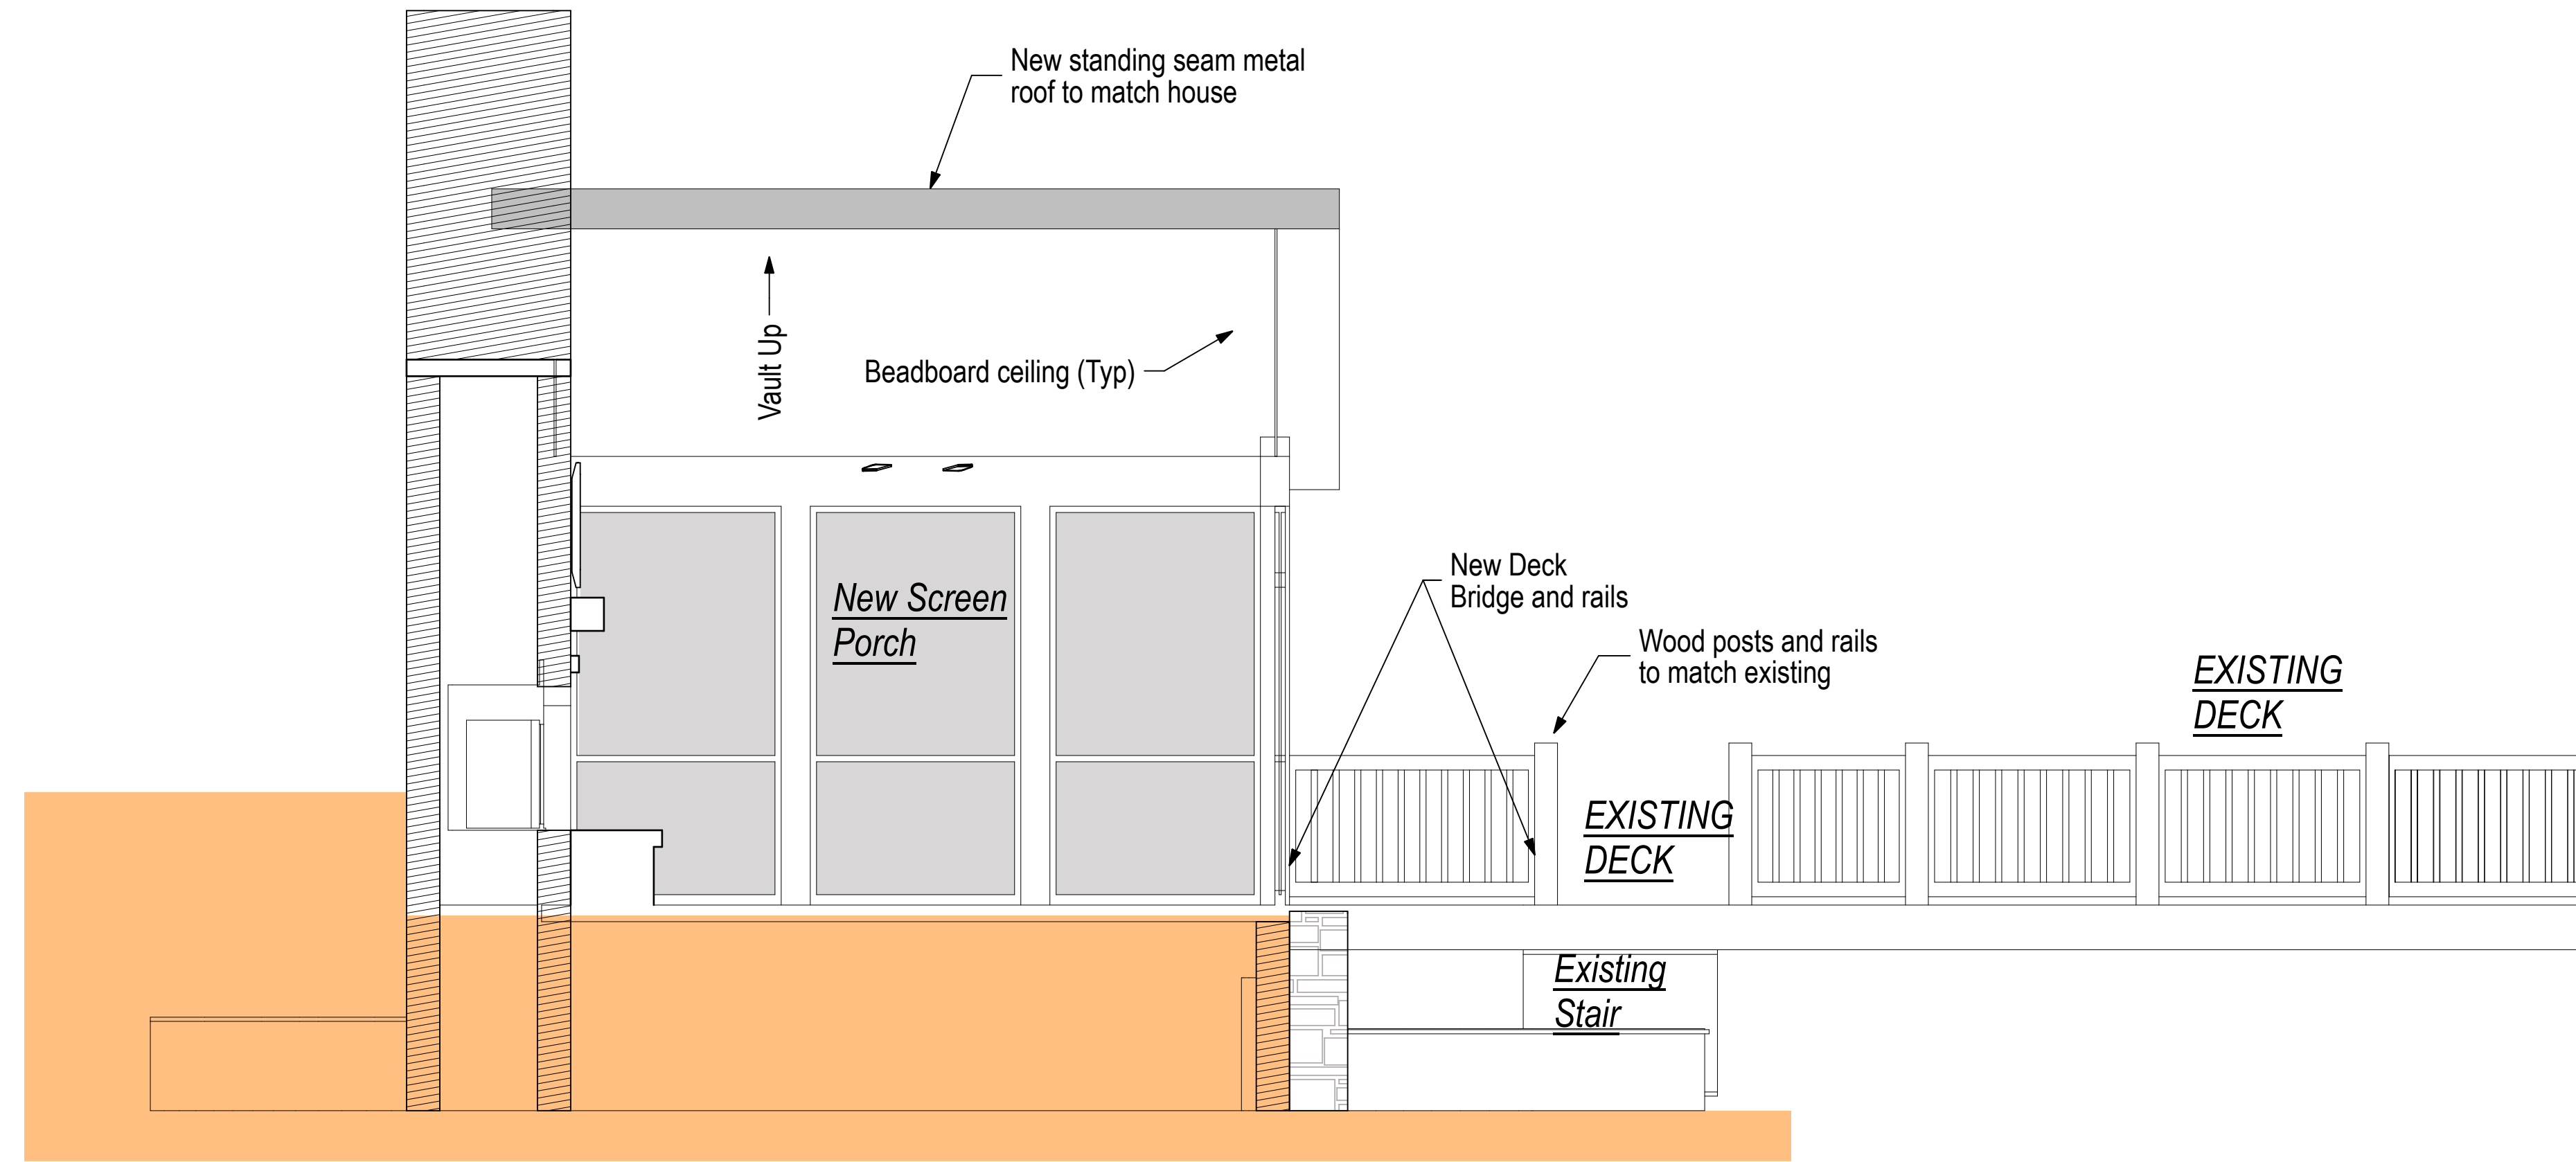 New standing seam metal
roof to match house
Vault Up
Beadboard ceiling (Typ)
New Screen
Porch
New Deck
Bridge and rails
Wood posts and rails
to match existing
EXISTING
DECK
EXISTING
DECK
Existing
Stair